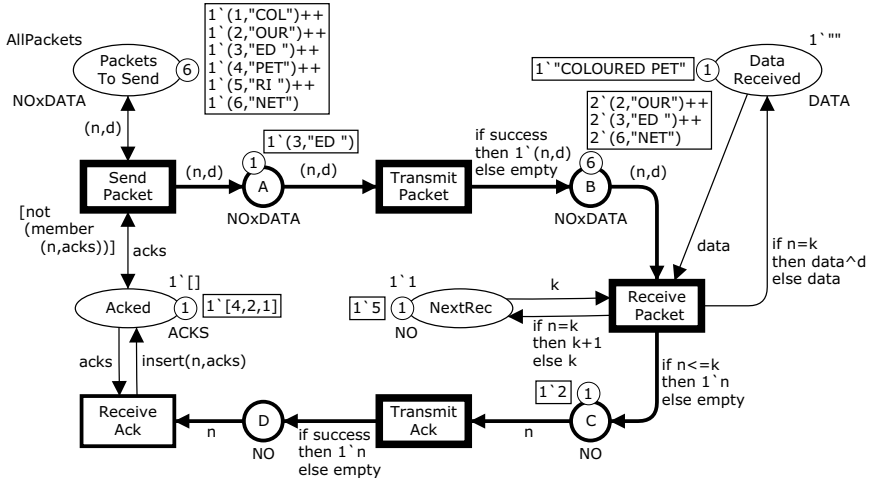 AllPackets
Packets
To Send
6
NOxDATA
1`(1,"COL")++
1`(2,"OUR")++
1`(3,"ED ")++
1`(4,"PET")++
1`(5,"RI ")++
1`(6,"NET")
1`""
1`"COLOURED PET"
1
Data
Received
DATA
(n,d)
1`(3,"ED ")
1
2`(2,"OUR")++
2`(3,"ED ")++
2`(6,"NET")
6
Send
Packet
(n,d)
A
NOxDATA
(n,d)
Transmit
Packet
if success
then 1`(n,d)
else empty
B
NOxDATA
(n,d)
[not
(member
(n,acks))]
acks
data
if n=k
then data^d
else data
1`[]
Acked
1
1`[4,2,1]
ACKS
1`1
1`5
1
NextRec
NO
k
if n=k
then k+1
else k
Receive
Packet
acks
insert(n,acks)
if n<=k
then 1`n
else empty
1`2
1
Receive
Ack
n
D
NO
if success
then 1`n
else empty
Transmit
Ack
n
C
NO